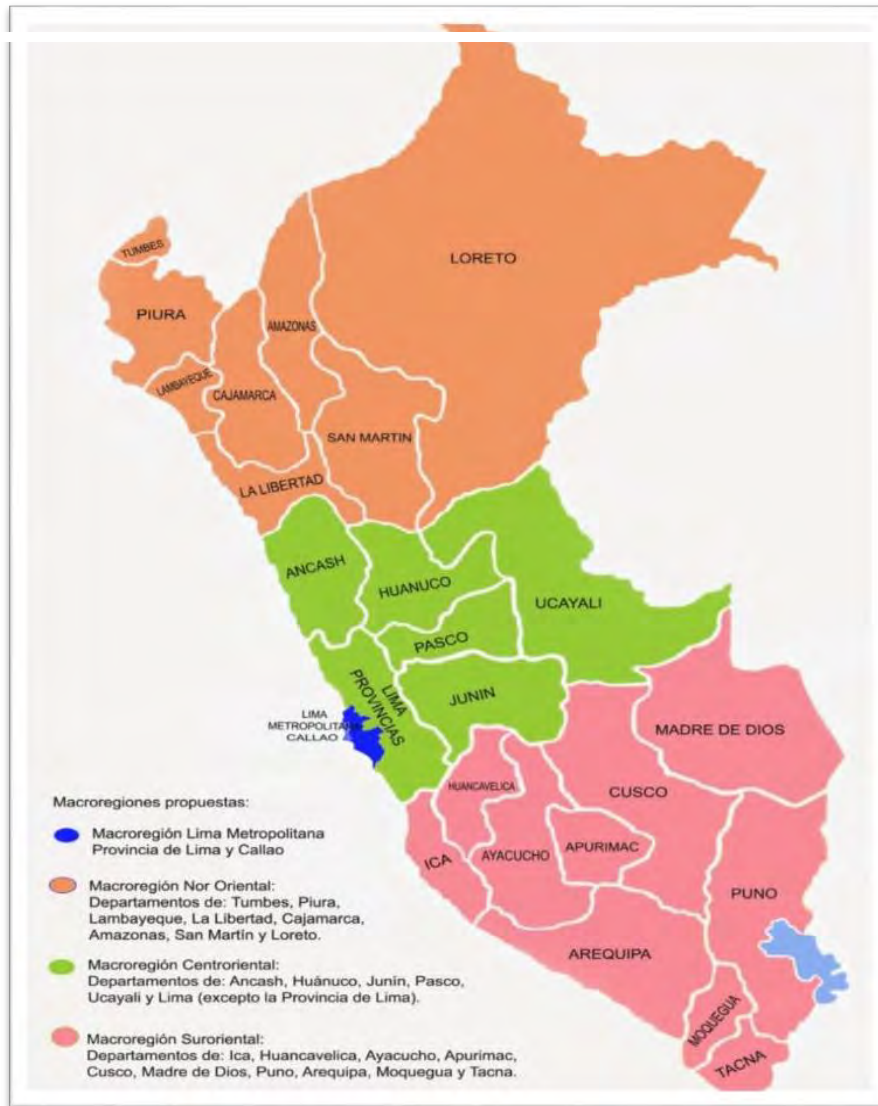 LORETO
TUMBES
PIURA
AMAZONAS
LAMBAYEQUE
CAJAMARCA
SAN MARTIN
LA LIBERTAD
ANCASH
HUANUCO
UCAYALI
PASCO
LIMA
PROVINCIAS
JUNIN
LIMA
METROPOLITANA
CALLAO
MADRE DE DIOS
HUANCAVELICA
CUSCO
ICA
AYACUCHO
APURIMAC
PUNO
AREQUIPA
MOQUEGUA
TACNA
Macroregiones propuestas:
Macroregión Lima Metropolitana
Provincia de Lima y Callao
Macroregión Nor Oriental:
Departamentos de: Tumbes, Piura,
Lambayeque, La Libertad, Cajamarca,
Amazonas, San Martín y Loreto.
Macroregión Centroriental:
Departamentos de: Ancash, Huánuco, Junín, Pasco,
Ucayali y Lima (excepto la Provincia de Lima).
Macroregión Suroriental:
Departamentos de: Ica, Huancavelica, Ayacucho, Apurimac,
Cusco, Madre de Dios, Puno, Arequipa, Moquegua y Tacna.